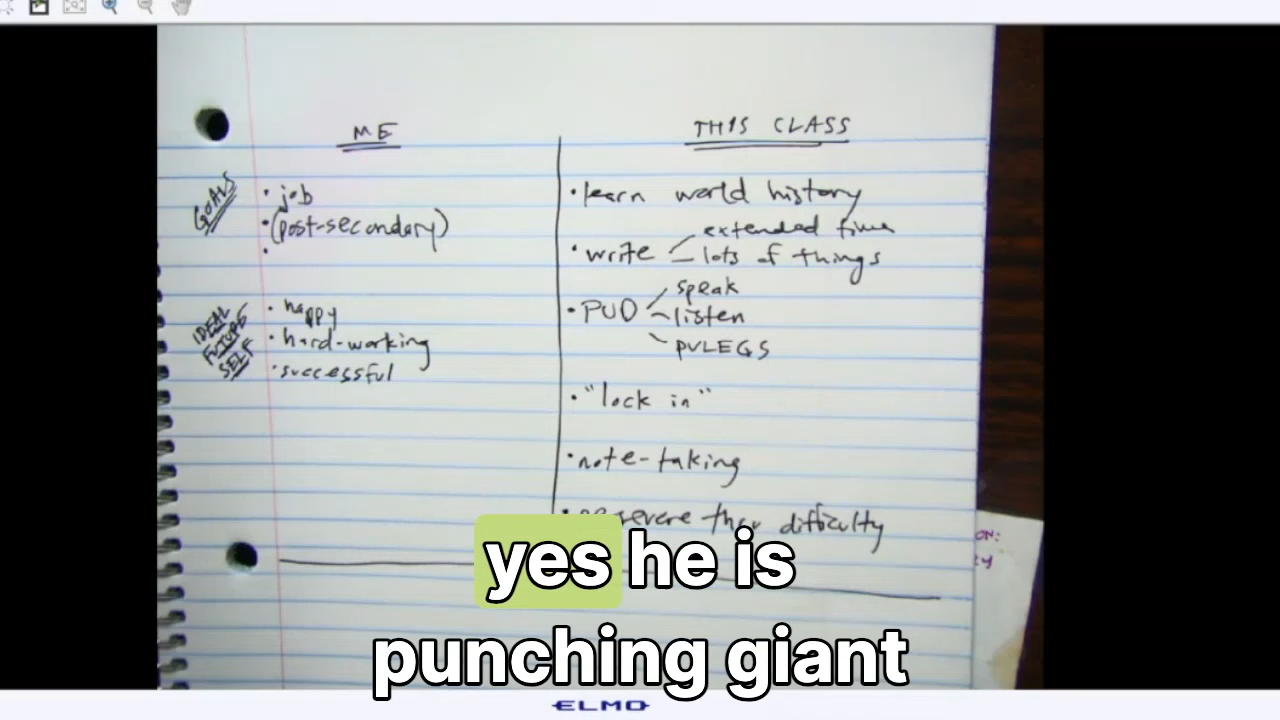 ME
THIS CLASS
GOALS
• job
• (post-secondary)
•
IDEAL
FUTURE
SELF
• happy
• hard-working
• successful
• learn world history
• write
extended time
lots of things
• PUD
speak
listen
PVLEGS
• "lock in"
• note-taking
severe thru difficulty
ON:
yes he is
punching giant
ELMO